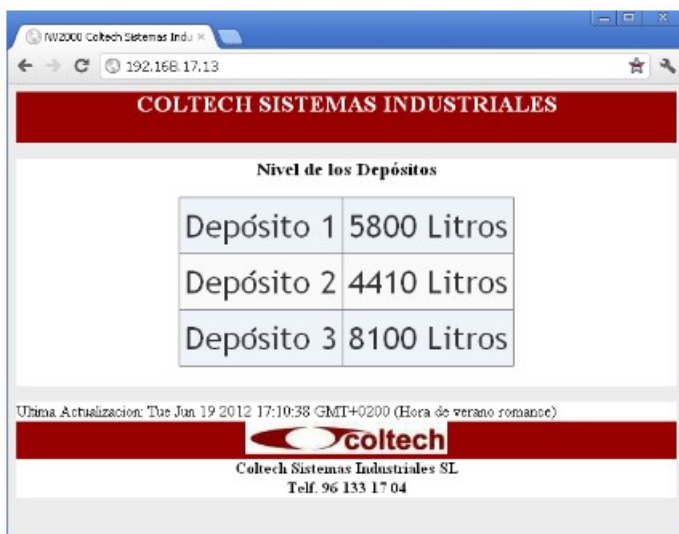 NW2000 Coltech Sistemas Indu
192.168.17.13
COLTECH SISTEMAS INDUSTRIALES
Nivel de los Depósitos
Depósito 1 5800 Litros
Depósito 2 4410 Litros
Depósito 3 8100 Litros
Ultima Actualizacion: Tue Jun 19 2012 17:10:38 GMT+0200 (Hora de verano romance)
coltech
Coltech Sistemas Industriales SL
Telf. 96 133 17 04